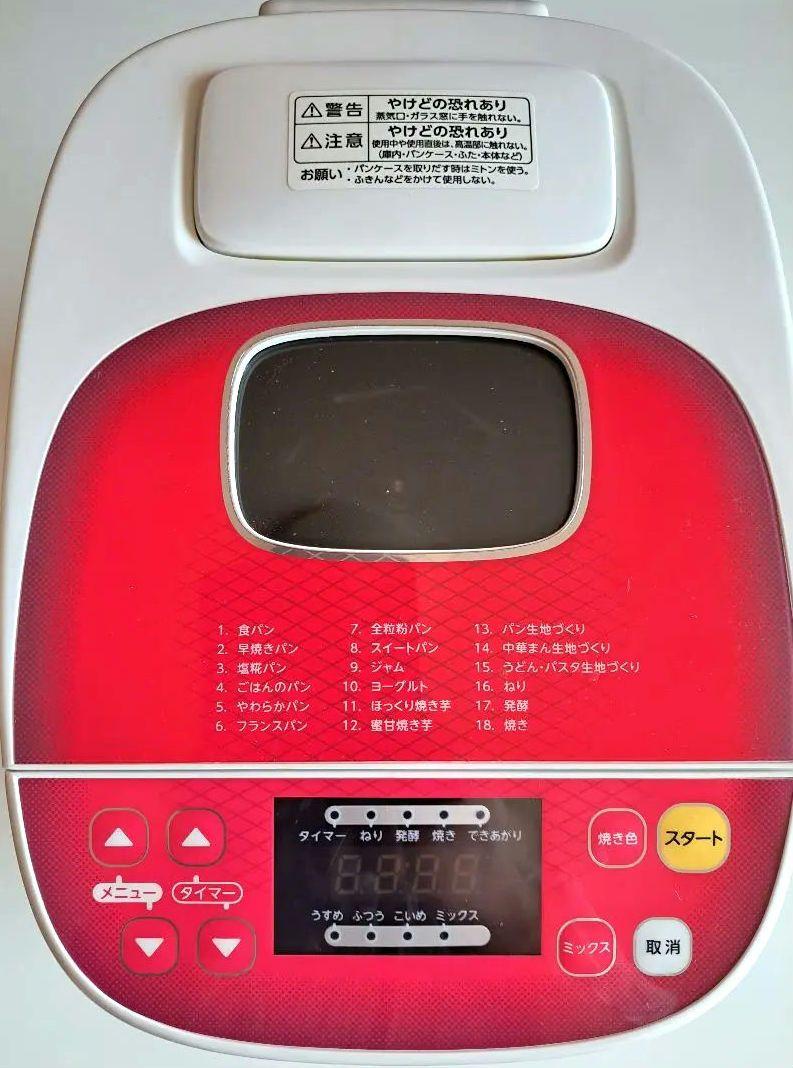 ⚠警告 やけどの恐れあり
蒸気口・ガラス窓に手を触れない。
⚠注意 やけどの恐れあり
使用中や使用直後は、高温部に触れない。
（庫内・パンケース・ふた・本体など）
お願い ・パンケースを取りだす時はミトンを使う。
・ふきんなどをかけて使用しない。
1. 食パン
2. 早焼きパン
3. 塩糀パン
4. ごはんのパン
5. やわらかパン
6. フランスパン
7. 全粒粉パン
8. スイートパン
9. ジャム
10. ヨーグルト
11. ほっくり焼き芋
12. 蜜甘焼き芋
13. パン生地づくり
14. 中華まん生地づくり
15. うどん・パスタ生地づくり
16. ねり
17. 発酵
18. 焼き
タイマー ねり 発酵 焼き できあがり
焼き色
スタート
メニュー
タイマー
うすめ ふつう こいめ ミックス
ミックス
取消